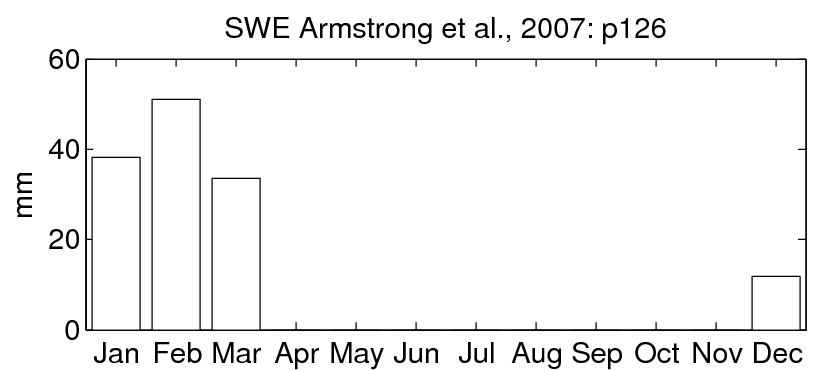 SWE Armstrong et al., 2007: p126
60
40
20
0
mm
Jan Feb Mar Apr May Jun Jul Aug Sep Oct Nov Dec